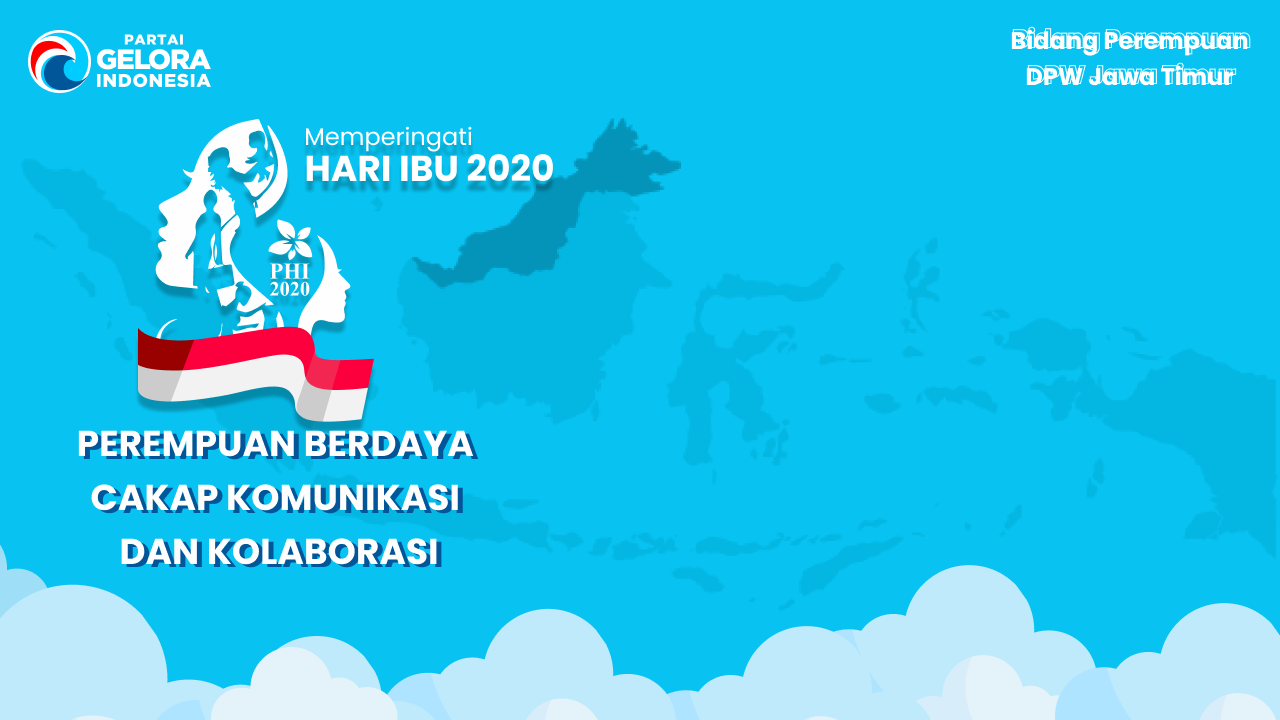 PARTAI
GELORA
INDONESIA
Bidang Perempuan
DPW Jawa Timur
Memperingati
HARI IBU 2020
PHI
2020
PEREMPUAN BERDAYA
CAKAP KOMUNIKASI
DAN KOLABORASI